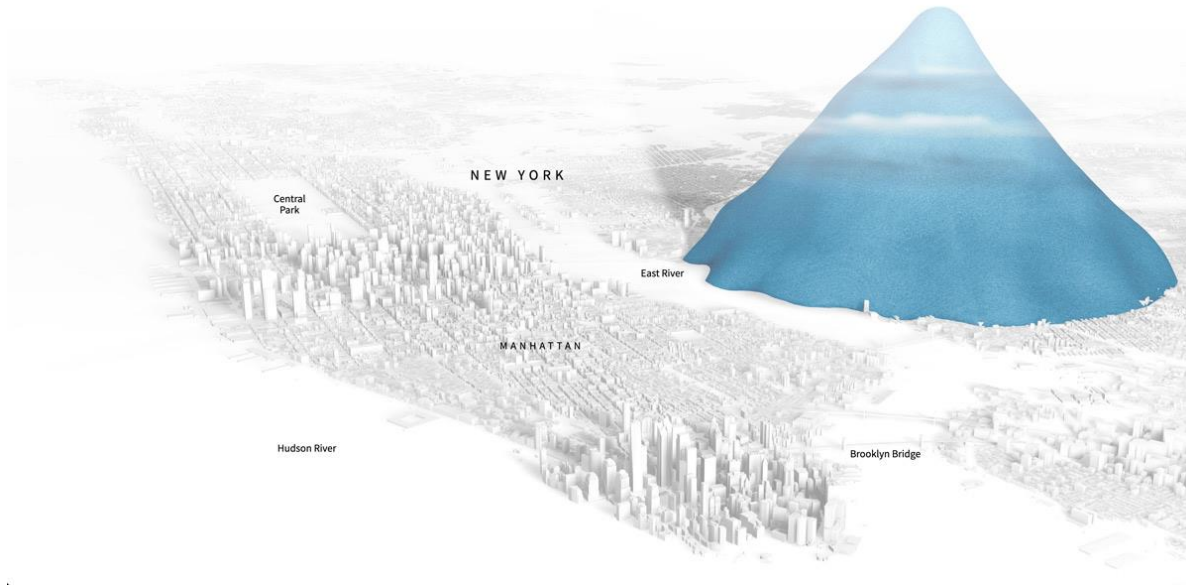 NEW YORK
Central
Park
East River
MANHATTAN
Hudson River
Brooklyn Bridge